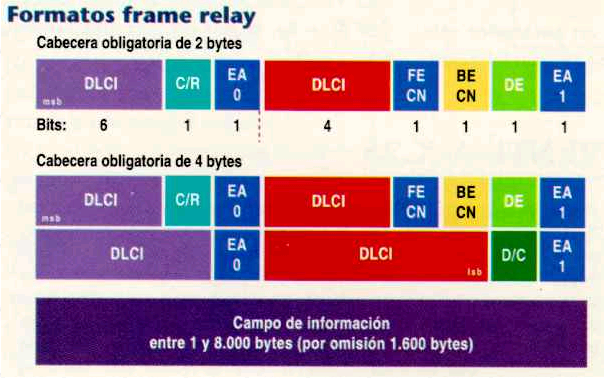 Formatos frame relay
Cabecera obligatoria de 2 bytes
DLCI msb C/R EA 0 DLCI FE CN BE CN DE EA 1
Bits: 6 1 1 4 1 1 1 1
Cabecera obligatoria de 4 bytes
DLCI msb C/R EA 0 DLCI FE CN BE CN DE EA 1
DLCI EA 0 DLCI lsb D/C EA 1
Campo de información
entre 1 y 8.000 bytes (por omisión 1.600 bytes)